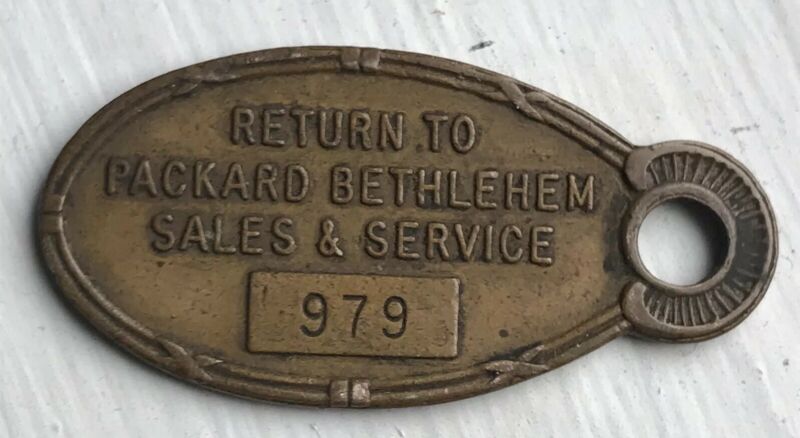 RETURN TO
PACKARD BETHLEHEM
SALES & SERVICE
979